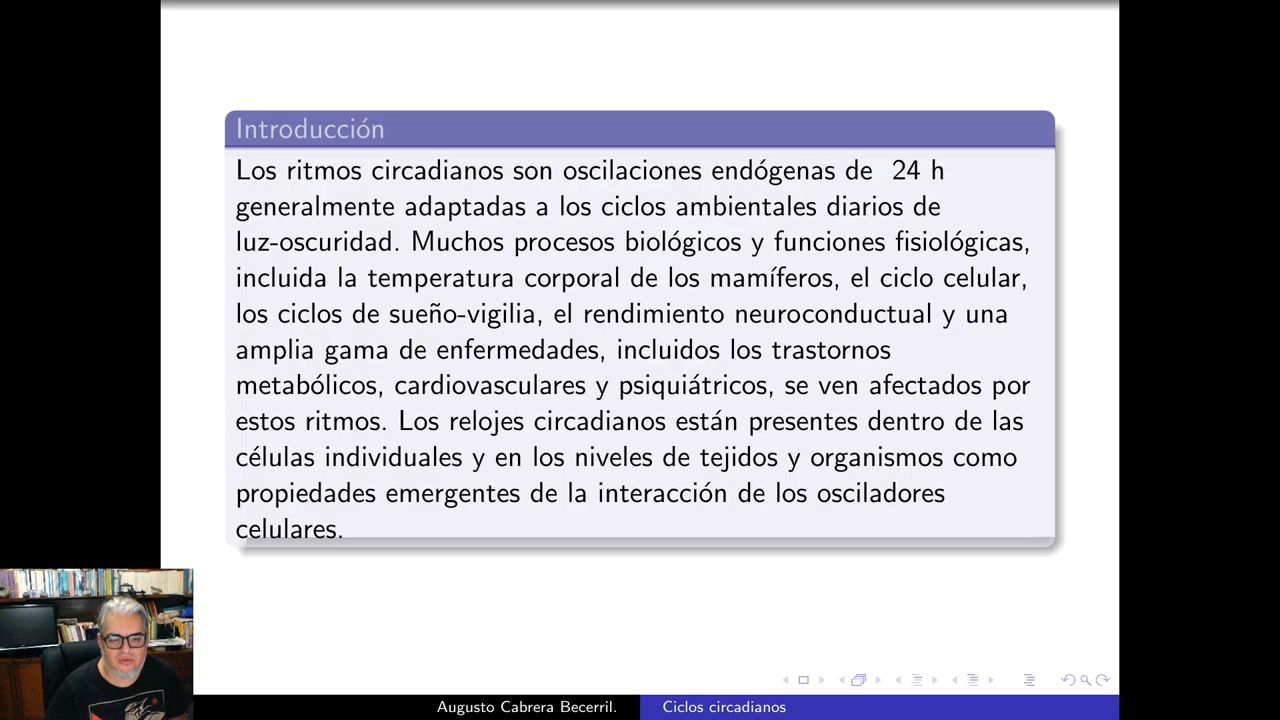 Introducción
Los ritmos circadianos son oscilaciones endógenas de 24 h
generalmente adaptadas a los ciclos ambientales diarios de
luz-oscuridad. Muchos procesos biológicos y funciones fisiológicas,
incluida la temperatura corporal de los mamíferos, el ciclo celular,
los ciclos de sueño-vigilia, el rendimiento neuroconductual y una
amplia gama de enfermedades, incluidos los trastornos
metabólicos, cardiovasculares y psiquiátricos, se ven afectados por
estos ritmos. Los relojes circadianos están presentes dentro de las
células individuales y en los niveles de tejidos y organismos como
propiedades emergentes de la interacción de los osciladores
celulares.
Augusto Cabrera Becerril.
Ciclos circadianos